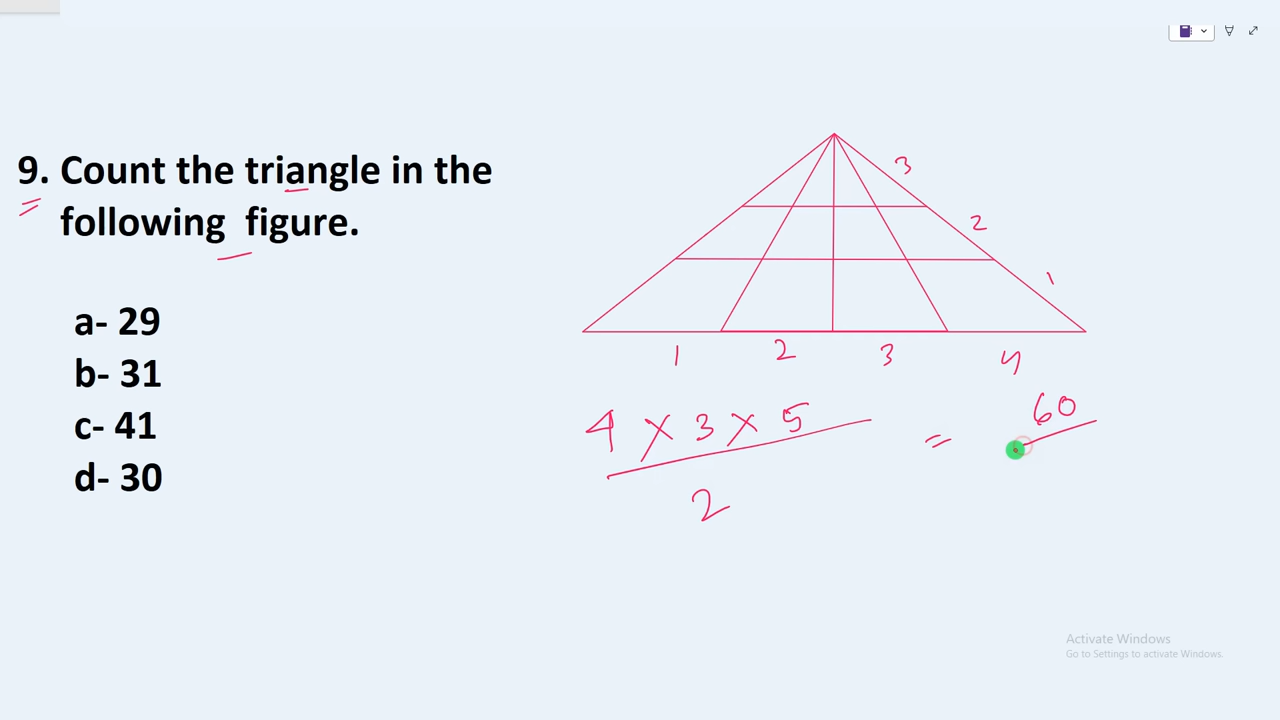 9. Count the triangle in the
following figure.
a- 29
b- 31
c- 41
d- 30
3
2
1
1 2 3 4
4 × 3 × 5 = 60
2
Activate Windows
Go to Settings to activate Windows.